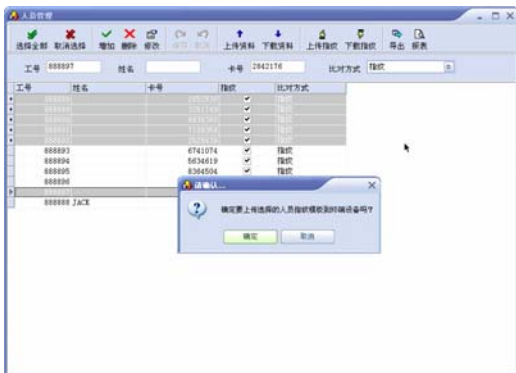 人员管理
选择全部 取消选择 增加 删除 修改 保存 取消 上传资料 下载资料 上传指纹 下载指纹 导出 报表
工号 888897 姓名 卡号 2842176 比对方式 指纹
工号 姓名 卡号 指纹 比对方式
888893 6741074 指纹
888894 5634619 指纹
888895 8364504 指纹
888896
888888 JACK
请确认...
确定要上传选择的人员指纹模板到终端设备吗?
确定 取消